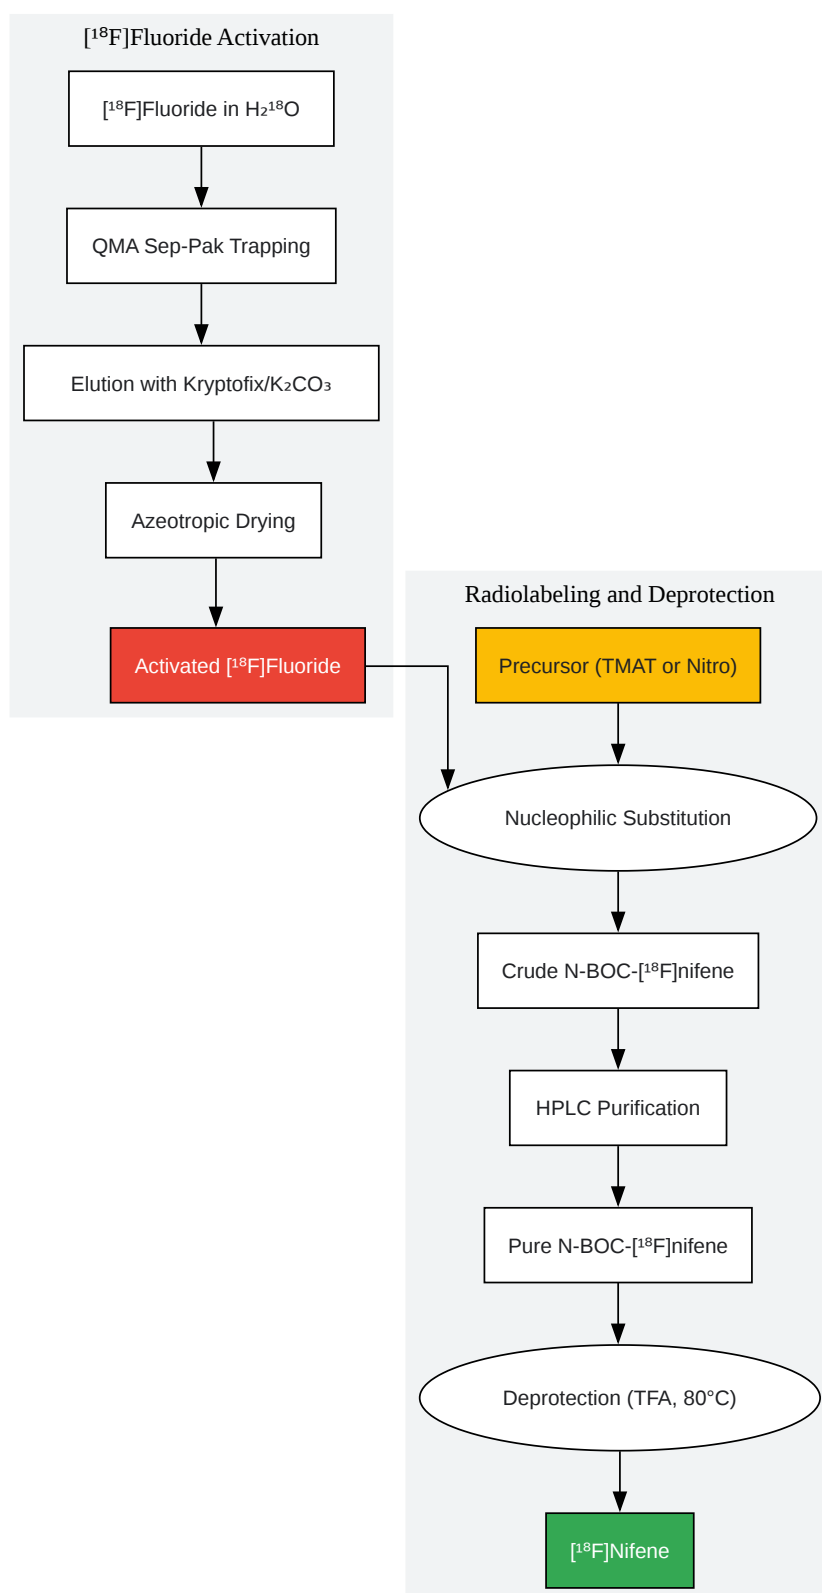 [¹⁸F]Fluoride Activation
[¹⁸F]Fluoride in H₂¹⁸O
QMA Sep-Pak Trapping
Elution with Kryptofix/K₂CO₃
Azeotropic Drying
Activated [¹⁸F]Fluoride
Radiolabeling and Deprotection
Precursor (TMAT or Nitro)
Nucleophilic Substitution
Crude N-BOC-[¹⁸F]nifene
HPLC Purification
Pure N-BOC-[¹⁸F]nifene
Deprotection (TFA, 80°C)
[¹⁸F]Nifene